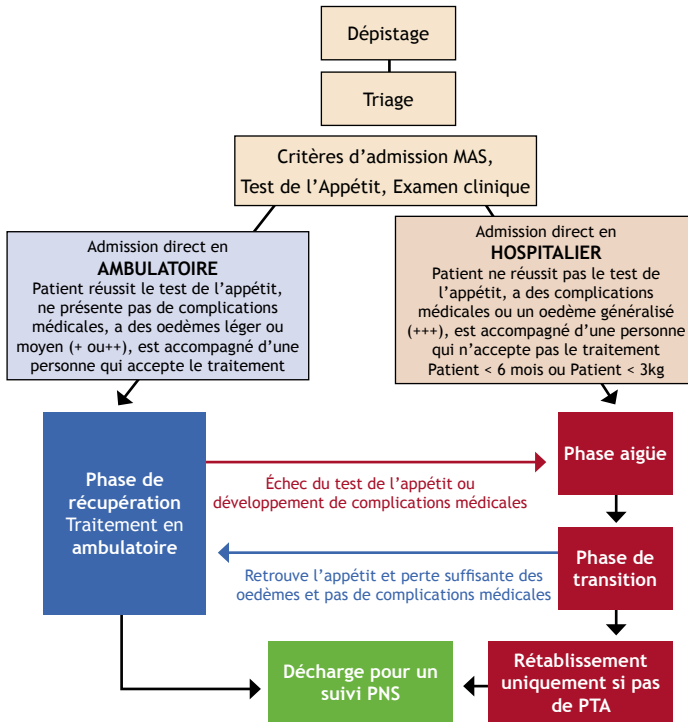 Dépistage
Triage
Critères d'admission MAS,
Test de l'Appétit, Examen clinique
Admission direct en
AMBULATOIRE
Patient réussit le test de l'appétit,
ne présente pas de complications
médicales, a des oedèmes léger ou
moyen (+ ou++), est accompagné d'une
personne qui accepte le traitement
Admission direct en
HOSPITALIER
Patient ne réussit pas le test de
l'appétit, a des complications
médicales ou un oedème généralisé
(+++), est accompagné d'une personne
qui n'accepte pas le traitement
Patient < 6 mois ou Patient < 3kg
Phase de
récupération
Traitement en
ambulatoire
Échec du test de l'appétit ou
développement de complications médicales
Phase aigüe
Retrouve l'appétit et perte suffisante des
oedèmes et pas de complications médicales
Phase de
transition
Décharge pour un
suivi PNS
Rétablissement
uniquement si pas
de PTA